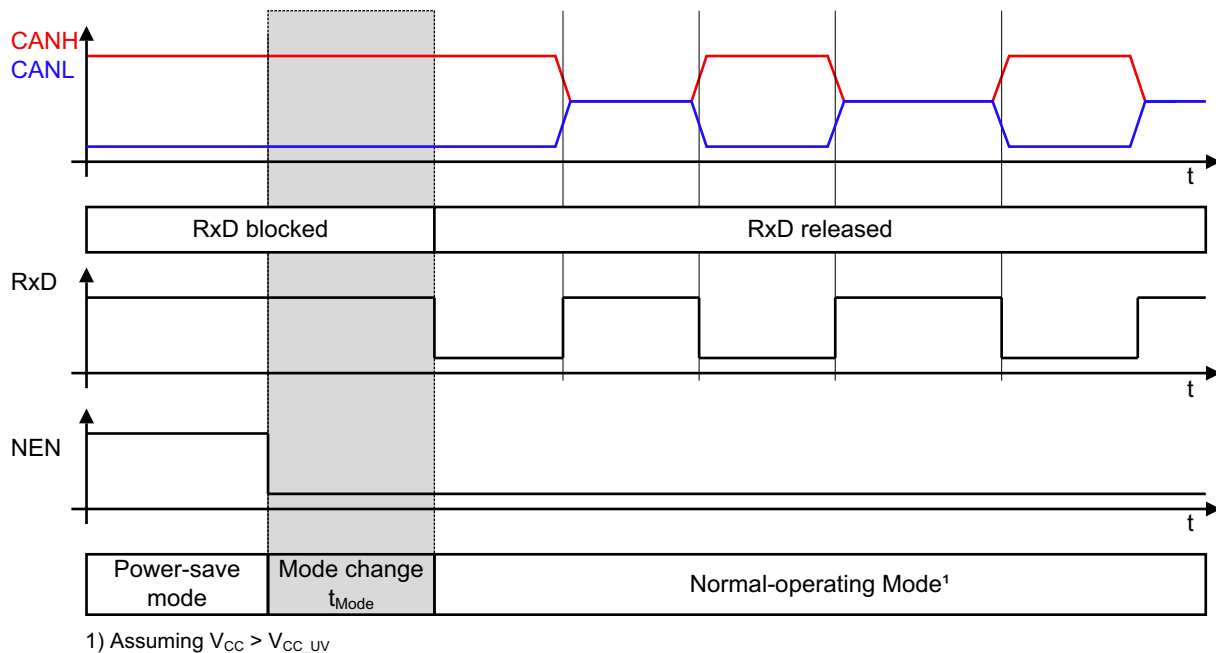 CANH
CANL
t
RxD blocked
RxD released
RxD
t
NEN
t
Power-save
mode
Mode change
tMode
Normal-operating Mode¹
1) Assuming VCC > VCC_UV